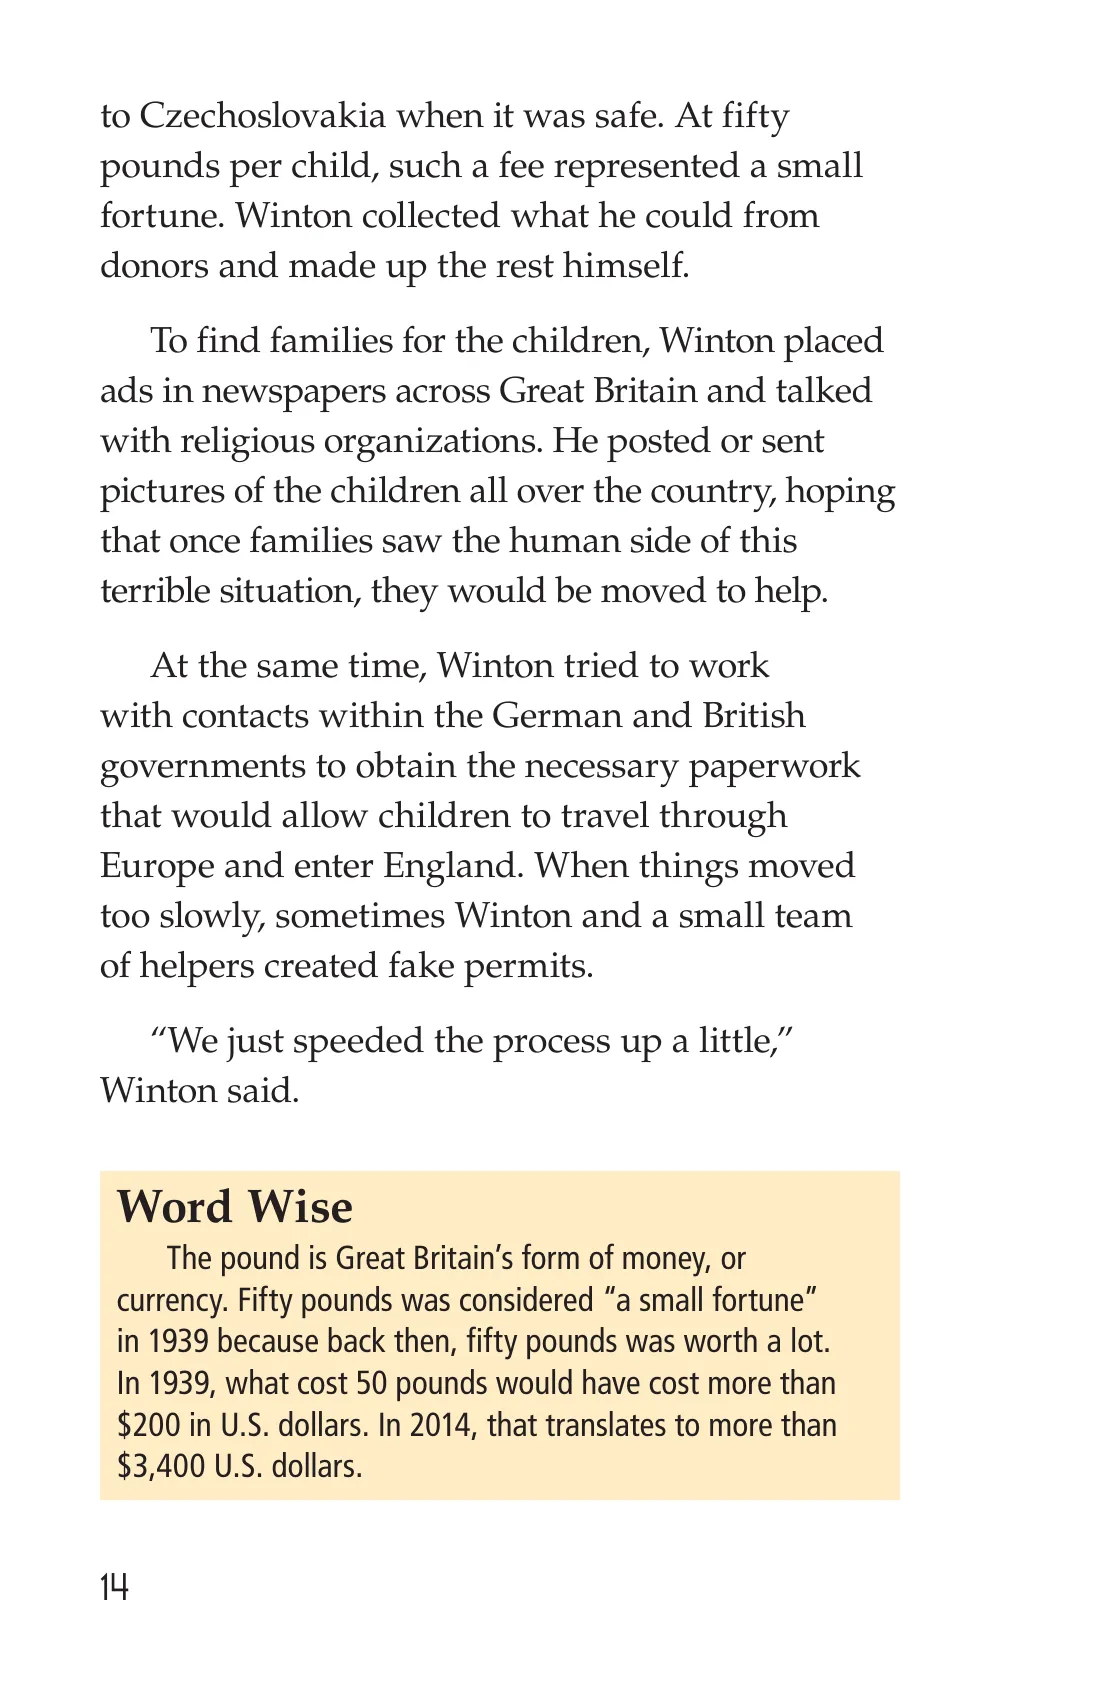 to Czechoslovakia when it was safe. At fifty
pounds per child, such a fee represented a small
fortune. Winton collected what he could from
donors and made up the rest himself.
To find families for the children, Winton placed
ads in newspapers across Great Britain and talked
with religious organizations. He posted or sent
pictures of the children all over the country, hoping
that once families saw the human side of this
terrible situation, they would be moved to help.
At the same time, Winton tried to work
with contacts within the German and British
governments to obtain the necessary paperwork
that would allow children to travel through
Europe and enter England. When things moved
too slowly, sometimes Winton and a small team
of helpers created fake permits.
“We just speeded the process up a little,”
Winton said.
Word Wise
The pound is Great Britain’s form of money, or
currency. Fifty pounds was considered “a small fortune”
in 1939 because back then, fifty pounds was worth a lot.
In 1939, what cost 50 pounds would have cost more than
$200 in U.S. dollars. In 2014, that translates to more than
$3,400 U.S. dollars.
14